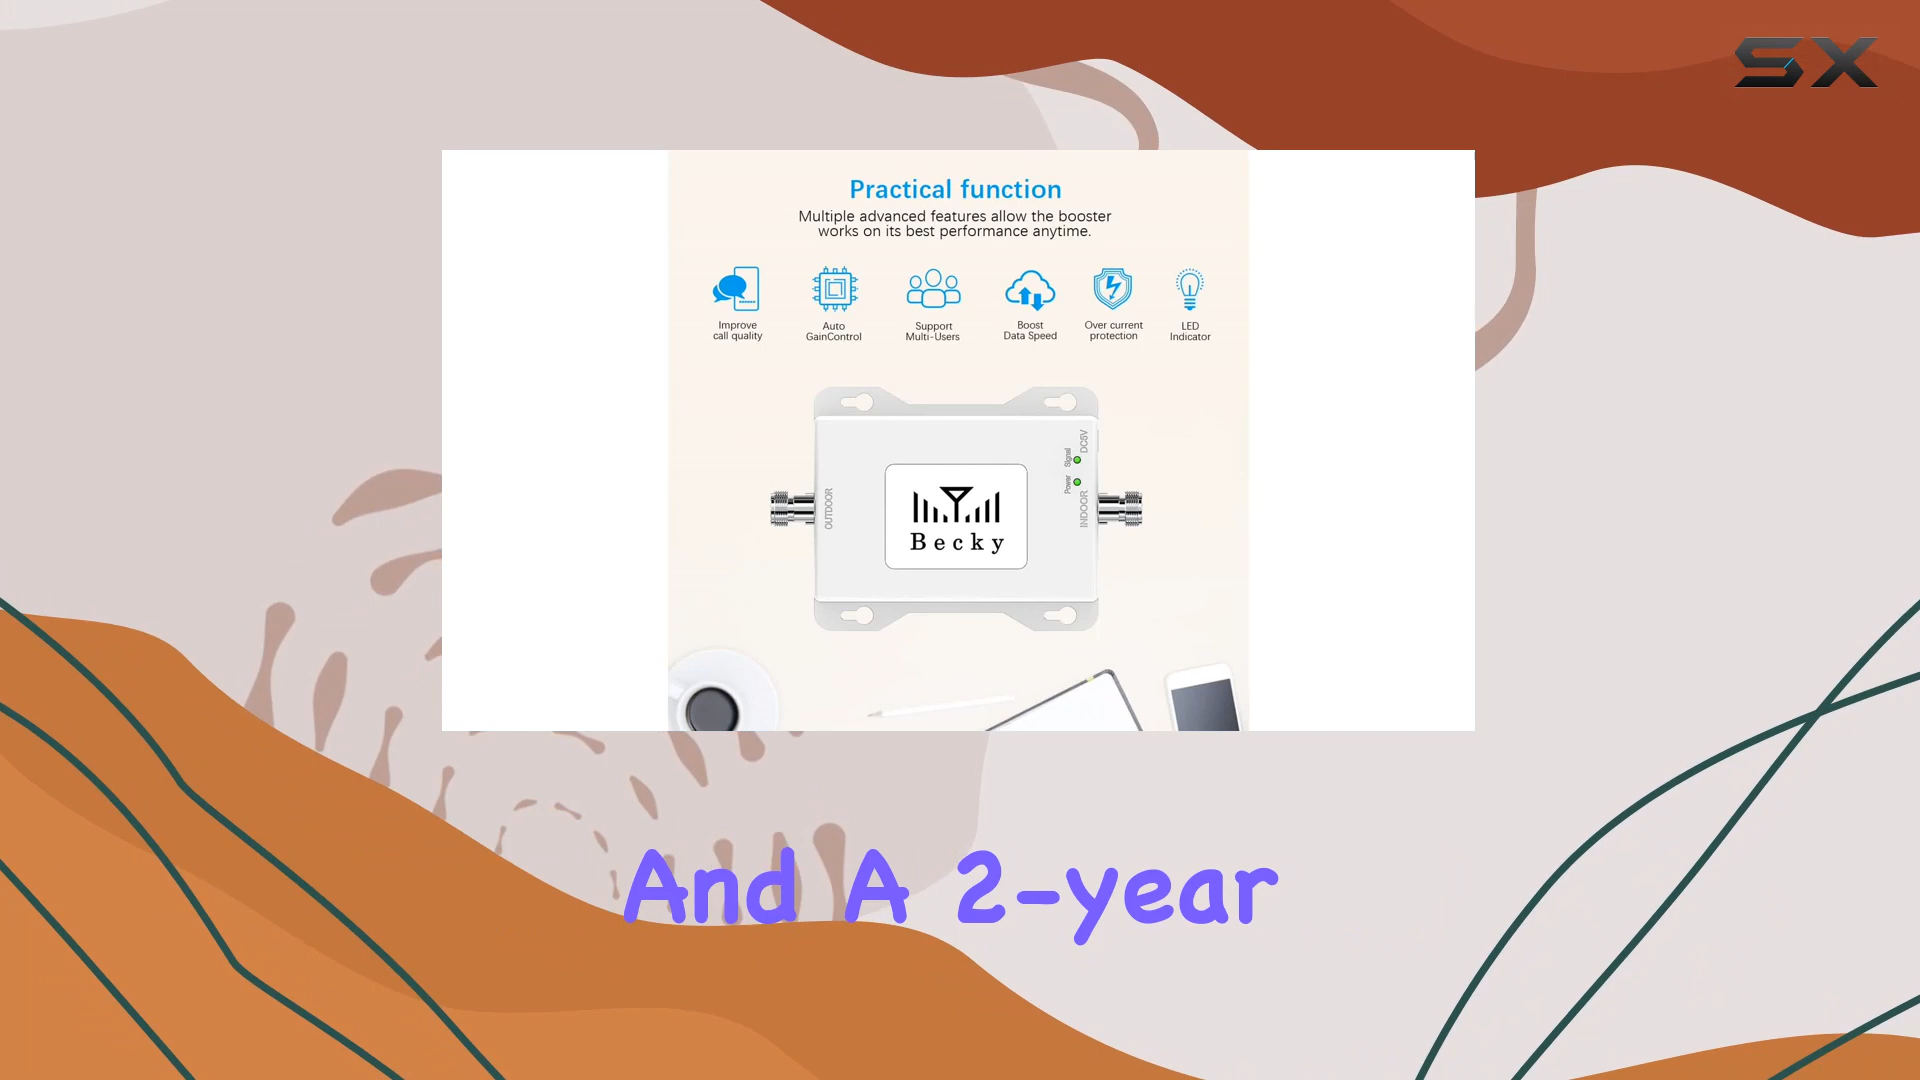 SX
Practical function
Multiple advanced features allow the booster
works on its best performance anytime.
Improve
call quality
Auto
GainControl
Support
Multi-Users
Boost
Data Speed
Over current
protection
LED
Indicator
OUTDOOR
Becky
Power Signal
INDOOR
DC5V
And A 2-year